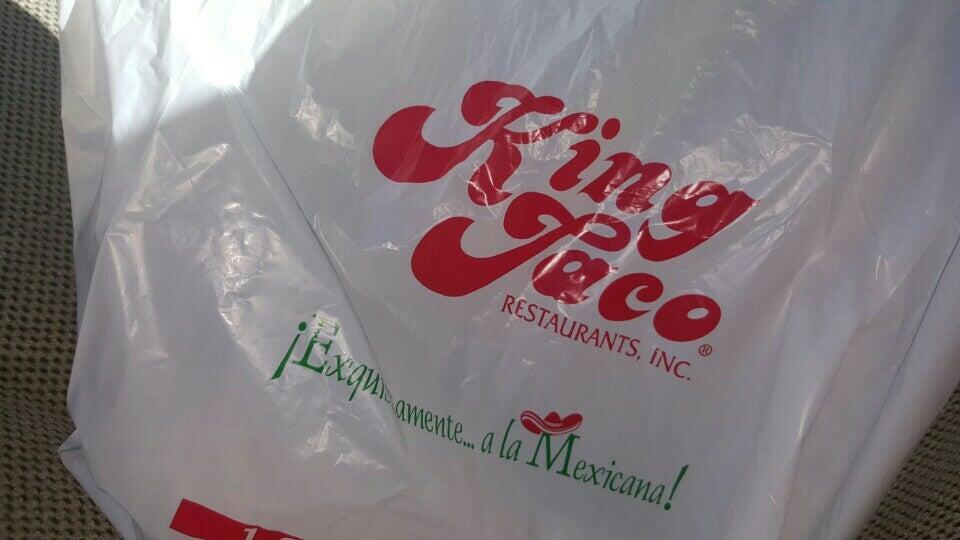 King
Taco®
RESTAURANTS, INC.
a la Mexicana!